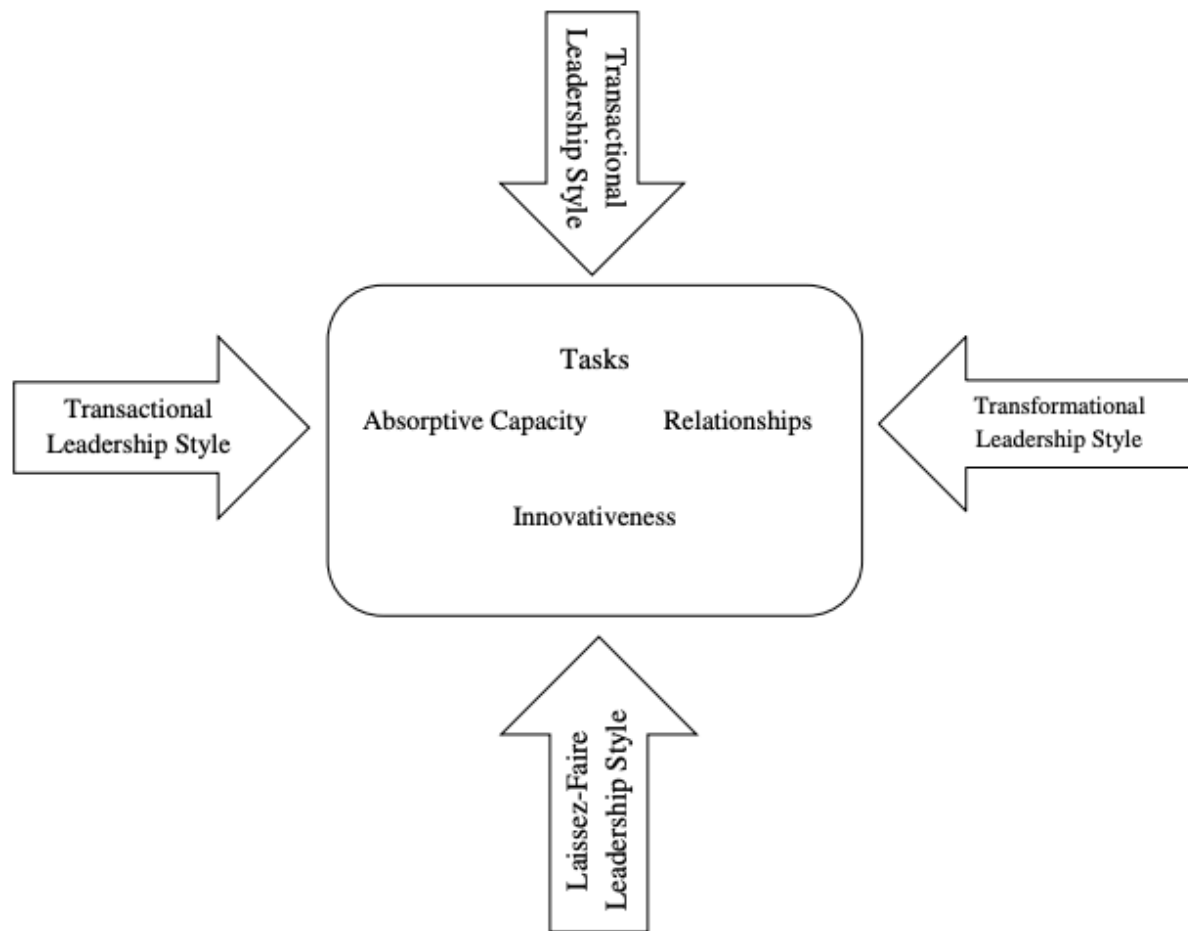 Transactional
Leadership Style
Tasks
Transactional
Leadership Style
Absorptive Capacity
Relationships
Transformational
Leadership Style
Innovativeness
Laissez-Faire
Leadership Style